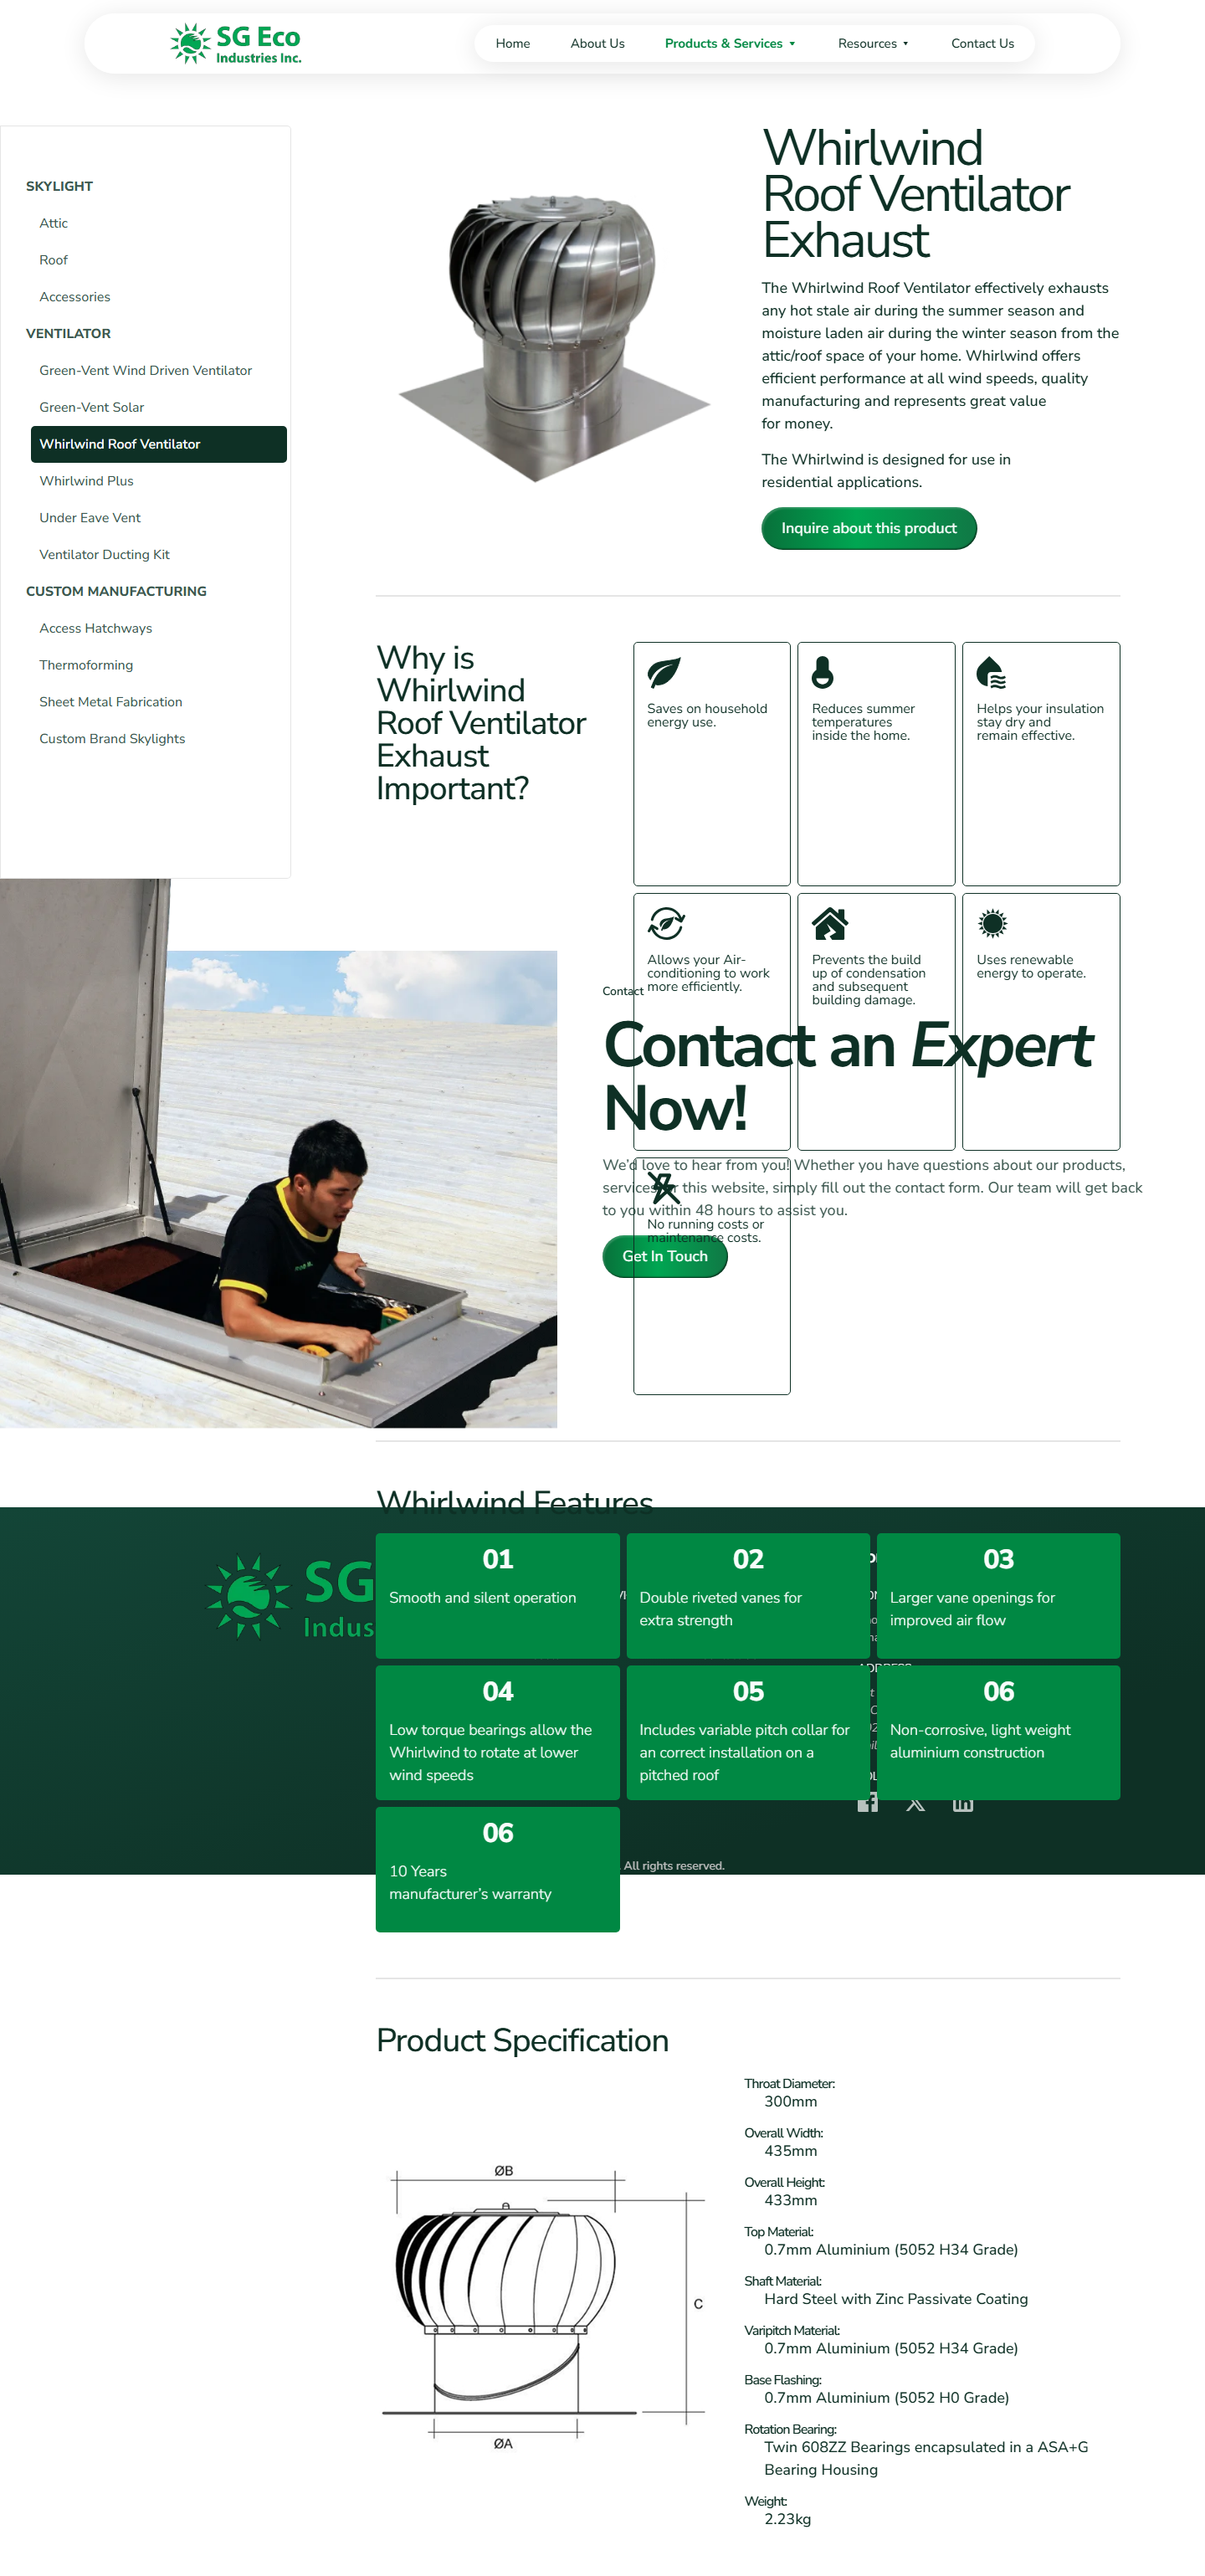 SG Eco
Industries Inc.
Home
About Us
Products & Services
Resources
Contact Us
SKYLIGHT
Attic
Roof
Accessories
VENTILATOR
Green-Vent Wind Driven Ventilator
Green-Vent Solar
Whirlwind Roof Ventilator
Whirlwind Plus
Under Eave Vent
Ventilator Ducting Kit
CUSTOM MANUFACTURING
Access Hatchways
Thermoforming
Sheet Metal Fabrication
Custom Brand Skylights
Whirlwind
Roof Ventilator
Exhaust
The Whirlwind Roof Ventilator effectively exhausts
any hot stale air during the summer season and
moisture laden air during the winter season from the
attic/roof space of your home. Whirlwind offers
efficient performance at all wind speeds, quality
manufacturing and represents great value
for money.
The Whirlwind is designed for use in
residential applications.
Inquire about this product
Why is
Whirlwind
Roof Ventilator
Exhaust
Important?
Saves on household
energy use.
Reduces summer
temperatures
inside the home.
Helps your insulation
stay dry and
remain effective.
Allows your Air-
conditioning to work
more efficiently.
Prevents the build
up of condensation
and subsequent
building damage.
Uses renewable
energy to operate.
No running costs or
maintenance costs.
Contact
Contact an Expert
Now!
We'd love to hear from you! Whether you have questions about our products,
services or this website, simply fill out the contact form. Our team will get back
to you within 48 hours to assist you.
Get In Touch
Whirlwind Features
SG
Indus
01
Smooth and silent operation
02
Double riveted vanes for
extra strength
03
Larger vane openings for
improved air flow
04
Low torque bearings allow the
Whirlwind to rotate at lower
wind speeds
05
Includes variable pitch collar for
an correct installation on a
pitched roof
06
Non-corrosive, light weight
aluminium construction
06
10 Years
manufacturer's warranty
ADDRESS
All rights reserved.
Product Specification
ØB
C
ØA
Throat Diameter:
300mm
Overall Width:
435mm
Overall Height:
433mm
Top Material:
0.7mm Aluminium (5052 H34 Grade)
Shaft Material:
Hard Steel with Zinc Passivate Coating
Varipitch Material:
0.7mm Aluminium (5052 H34 Grade)
Base Flashing:
0.7mm Aluminium (5052 H0 Grade)
Rotation Bearing:
Twin 608ZZ Bearings encapsulated in a ASA+G
Bearing Housing
Weight:
2.23kg